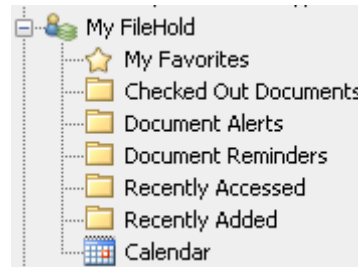 My FileHold
My Favorites
Checked Out Documents
Document Alerts
Document Reminders
Recently Accessed
Recently Added
Calendar